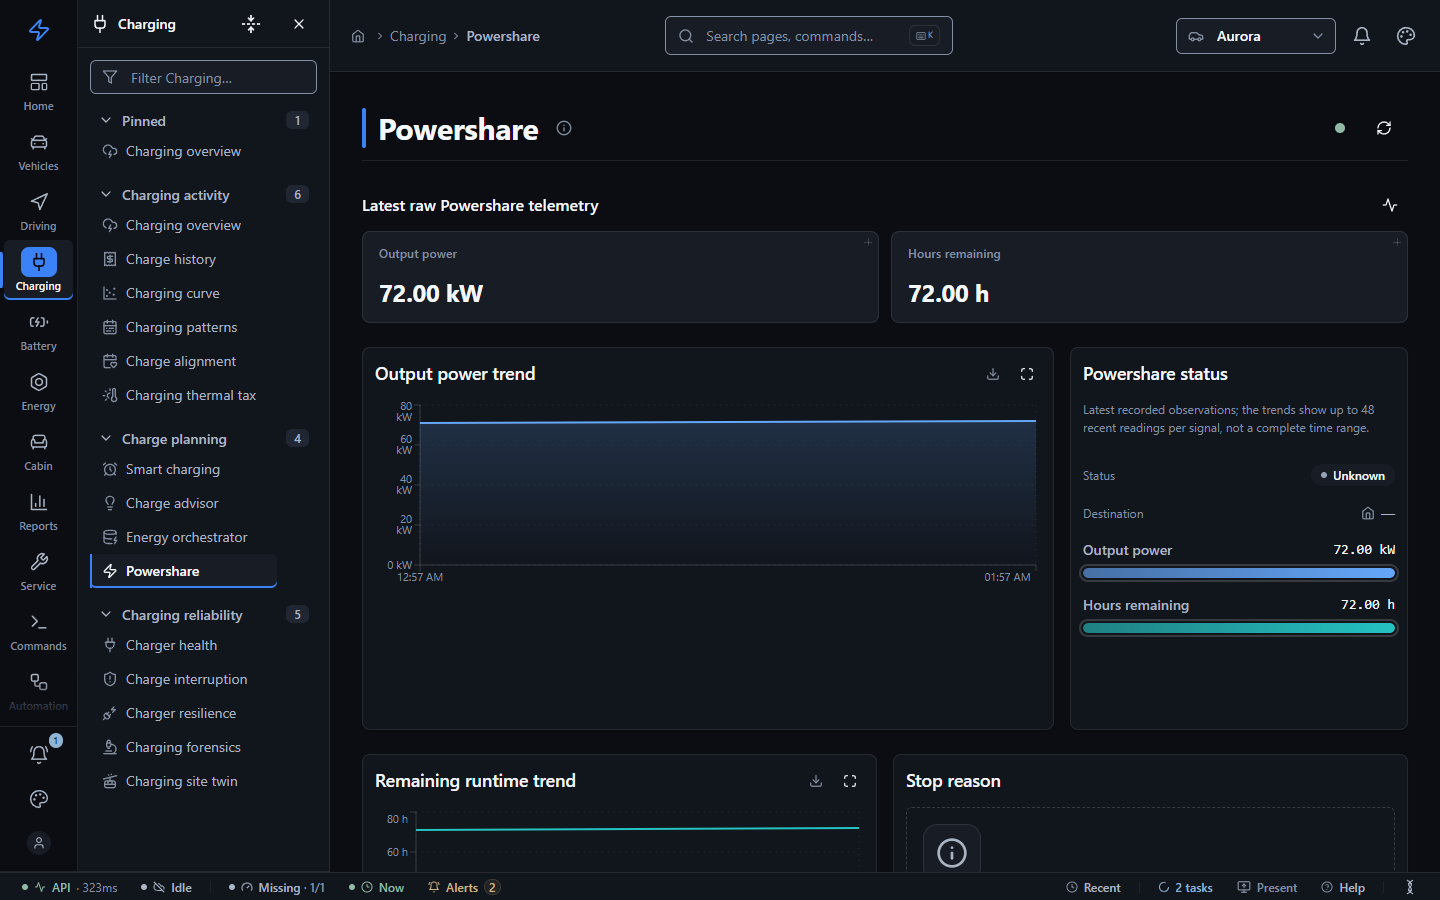 Home
Vehicles
Driving
Charging
Battery
Energy
Cabin
Reports
Service
Commands
Automation
1
Charging
Filter Charging...
Pinned 1
Charging overview
Charging activity 6
Charging overview
Charge history
Charging curve
Charging patterns
Charge alignment
Charging thermal tax
Charge planning 4
Smart charging
Charge advisor
Energy orchestrator
Powershare
Charging reliability 5
Charger health
Charge interruption
Charger resilience
Charging forensics
Charging site twin
Charging Powershare
Search pages, commands... K
Aurora
Powershare
Latest raw Powershare telemetry
Output power
72.00 kW
Hours remaining
72.00 h
Output power trend
80 kW
60 kW
40 kW
20 kW
0 kW
12:57 AM 01:57 AM
Powershare status
Latest recorded observations; the trends show up to 48
recent readings per signal, not a complete time range.
Status Unknown
Destination —
Output power 72.00 kW
Hours remaining 72.00 h
Remaining runtime trend
80 h
60 h
Stop reason
API · 323ms Idle Missing · 1/1 Now Alerts 2 Recent 2 tasks Present Help